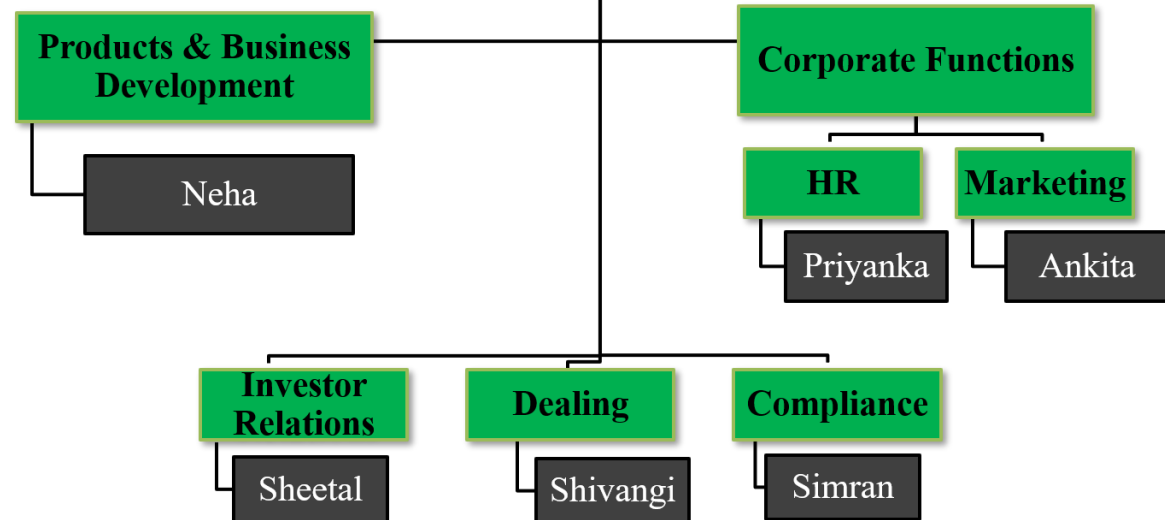 Products & Business
Development
Corporate Functions
Neha
HR
Marketing
Priyanka
Ankita
Investor
Relations
Dealing
Compliance
Sheetal
Shivangi
Simran